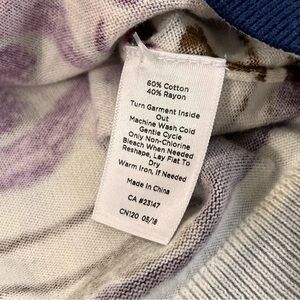 60% Cotton
40% Rayon
Turn Garment Inside
Out
Machine Wash Cold
Gentle Cycle
Only Non-Chlorine
Bleach When Needed
Reshape, Lay Flat To
Dry
Warm Iron, If Needed
Made In China
CA #23147
CN120 05/18